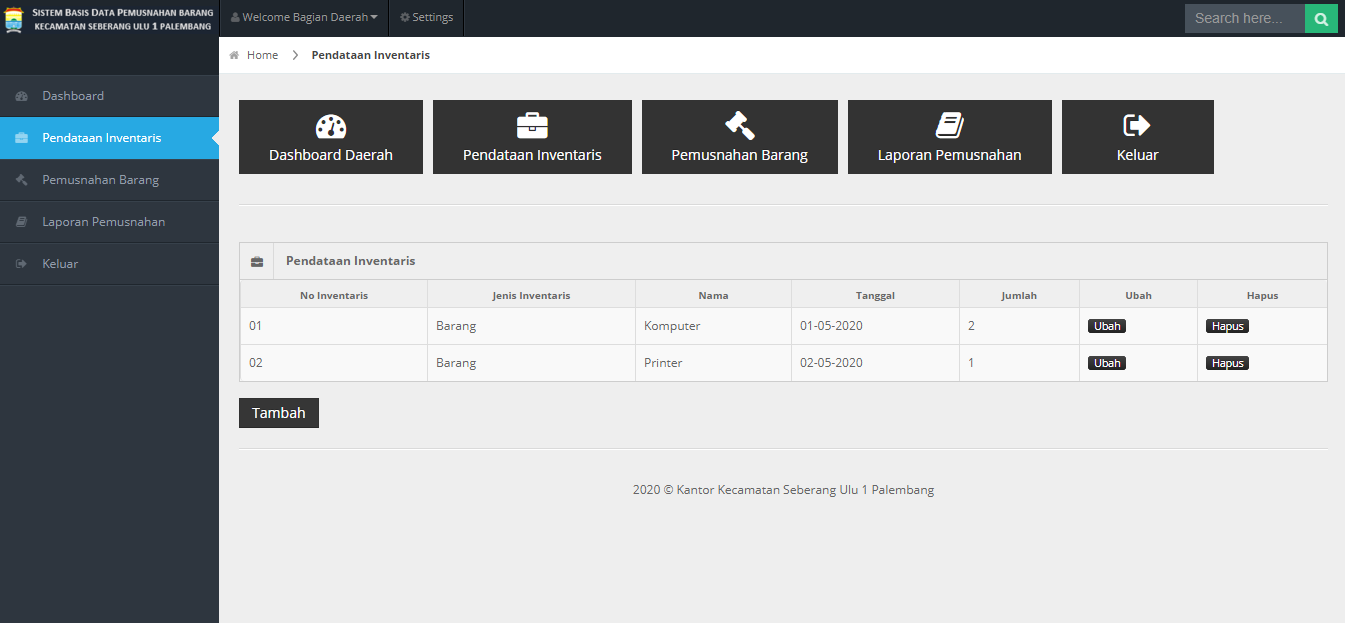 SISTEM BASIS DATA PEMUSNAHAN BARANG
KECAMATAN SEBERANG ULU 1 PALEMBANG
Welcome Bagian Daerah
Settings
Search here...
Home
Pendataan Inventaris
Dashboard
Pendataan Inventaris
Pemusnahan Barang
Laporan Pemusnahan
Keluar
Dashboard Daerah
Pendataan Inventaris
Pemusnahan Barang
Laporan Pemusnahan
Keluar
Pendataan Inventaris
No Inventaris Jenis Inventaris Nama Tanggal Jumlah Ubah Hapus
01 Barang Komputer 01-05-2020 2 Ubah Hapus
02 Barang Printer 02-05-2020 1 Ubah Hapus
Tambah
2020 © Kantor Kecamatan Seberang Ulu 1 Palembang